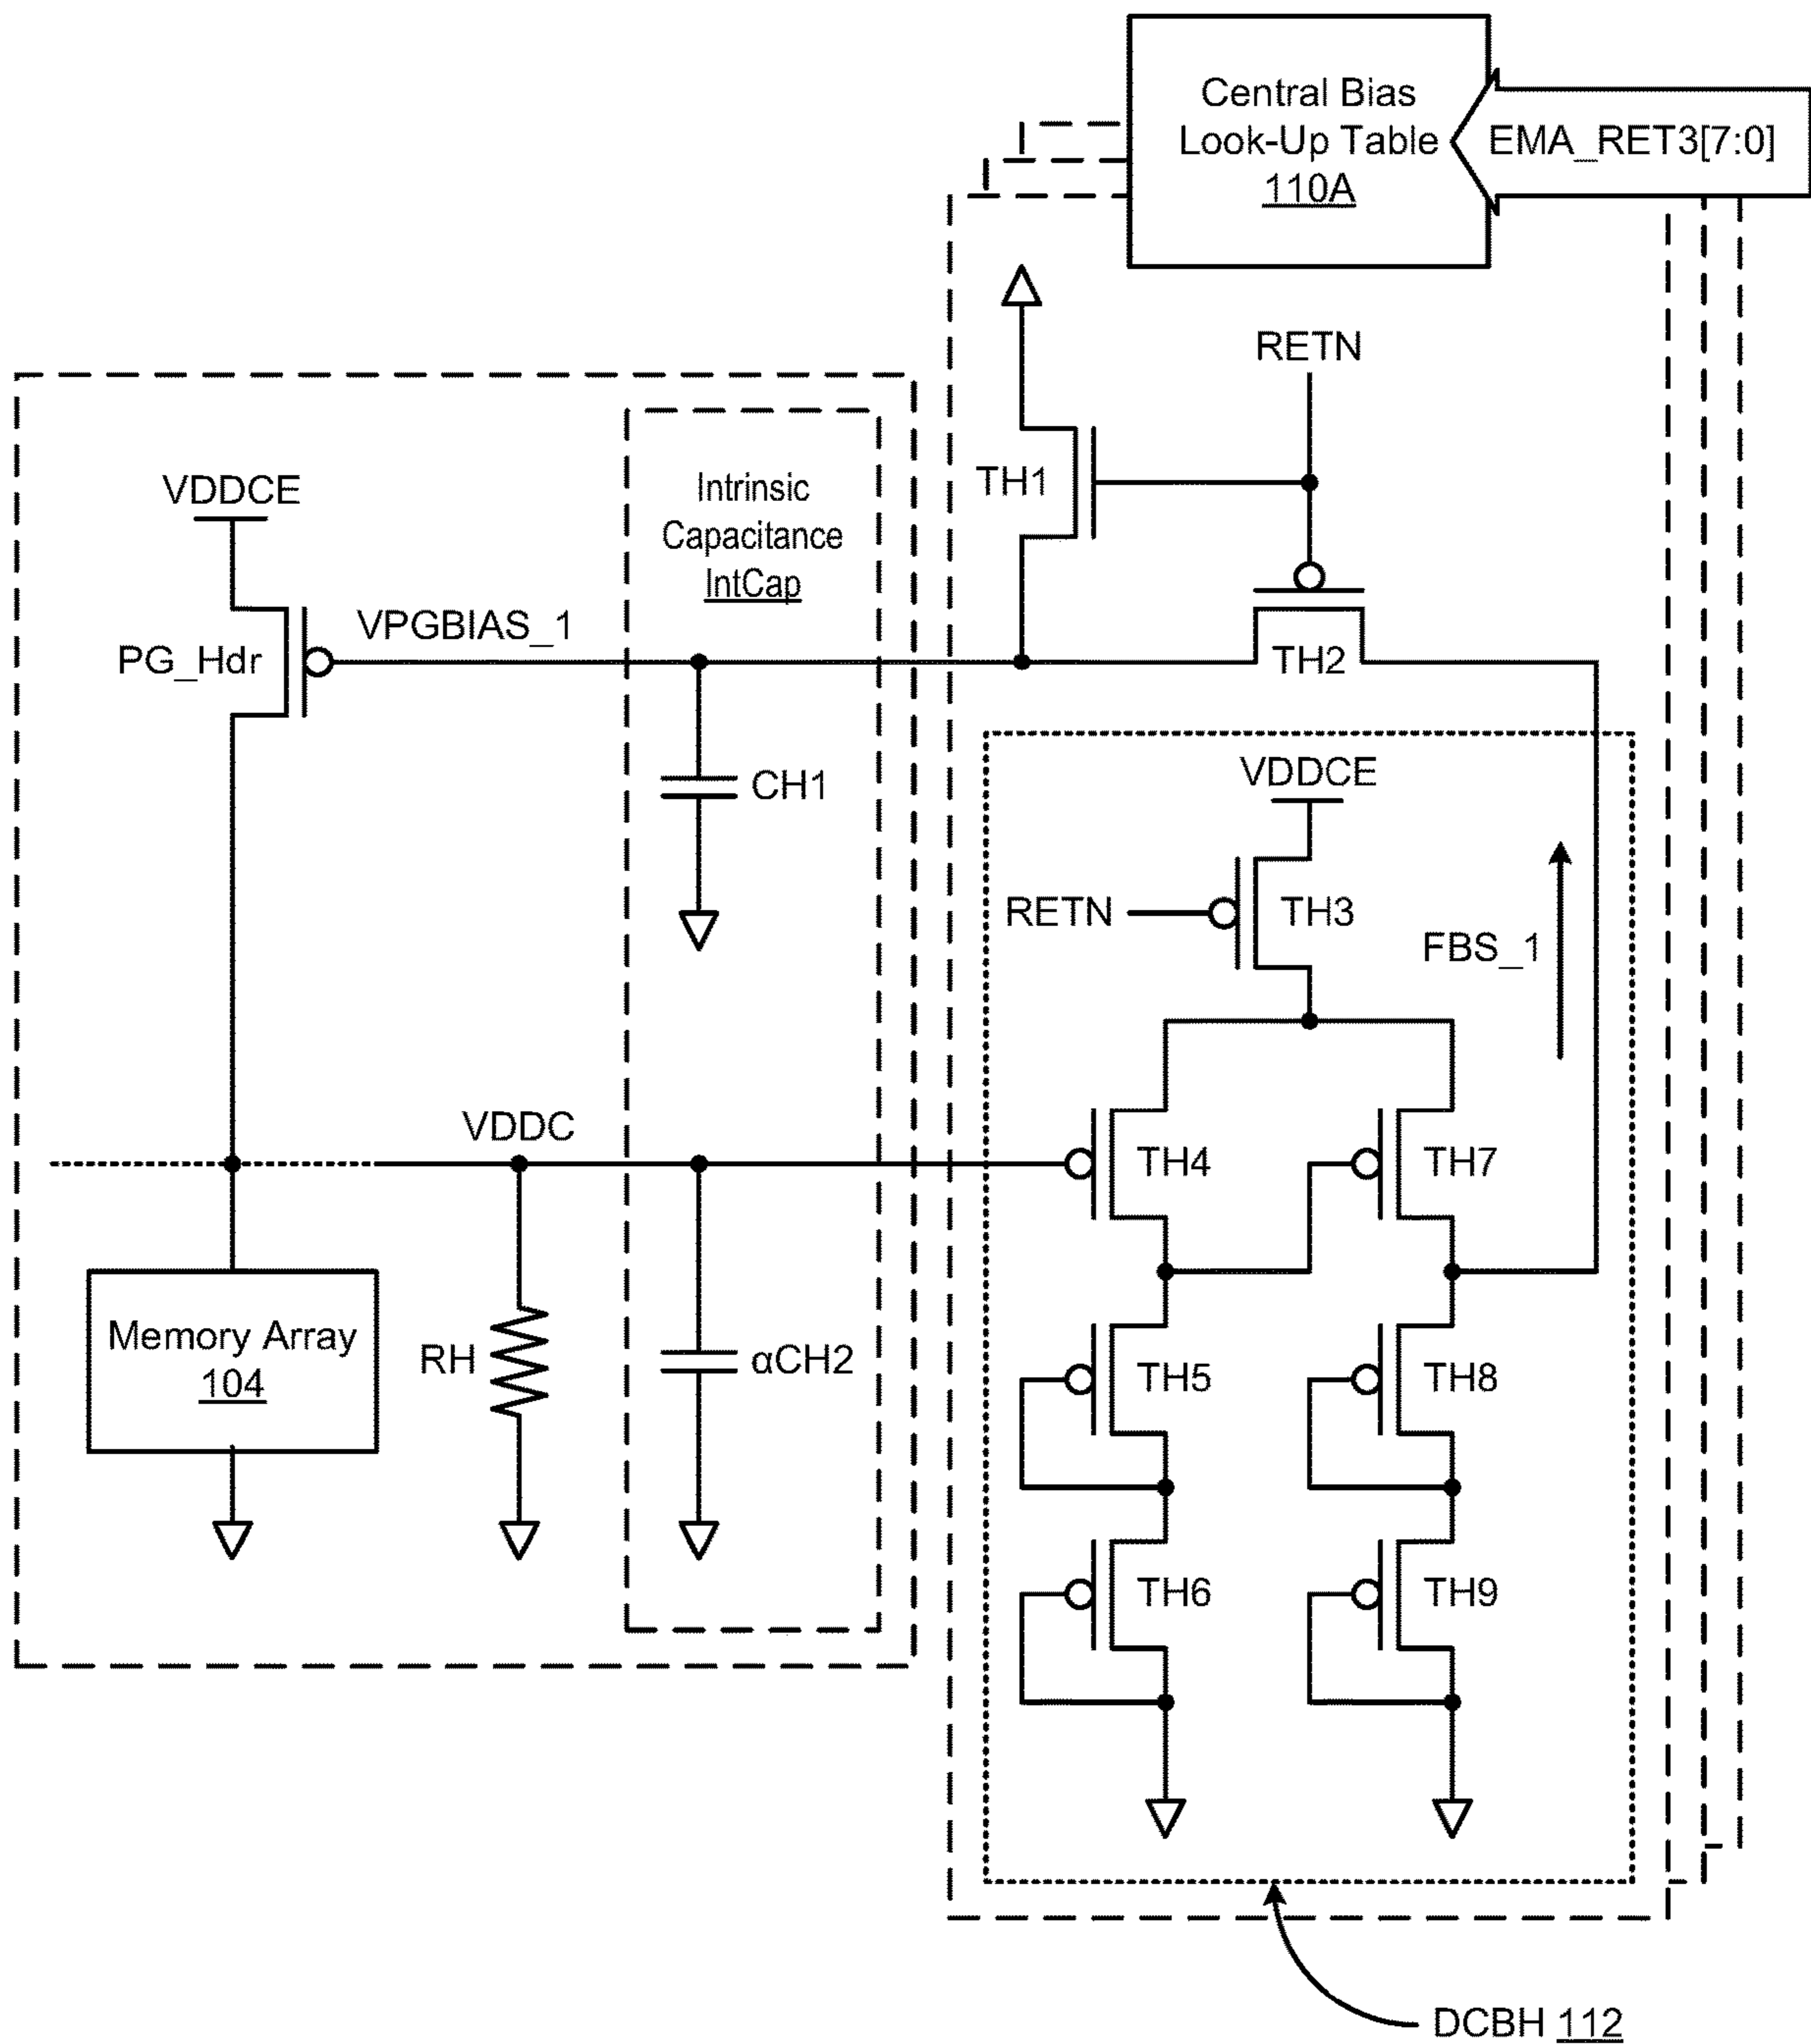 Central Bias
Look-Up Table
110A
EMA_RET3[7:0]
RETN
TH1
TH2
VDDCE
PG_Hdr
VPGBIAS_1
Intrinsic
Capacitance
IntCap
CH1
VDDCE
RETN
TH3
FBS_1
VDDC
TH4
TH7
Memory Array
104
RH
αCH2
TH5
TH8
TH6
TH9
DCBH 112